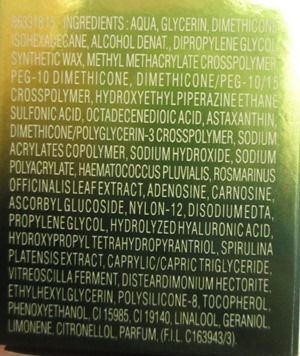 863318 15 - INGREDIENTS : AQUA, GLYCERIN, DIMETHICONE,
ISOHEXADECANE, ALCOHOL DENAT., DIPROPYLENE GLYCOL,
SYNTHETIC WAX, METHYL METHACRYLATE CROSSPOLYMER,
PEG-10 DIMETHICONE, DIMETHICONE/PEG-10/15
CROSSPOLYMER, HYDROXYETHYLPIPERAZINE ETHANE
SULFONIC ACID, OCTADECENEDIOIC ACID, ASTAXANTHIN,
DIMETHICONE/POLYGLYCERIN-3 CROSSPOLYMER, SODIUM
ACRYLATES COPOLYMER, SODIUM HYDROXIDE, SODIUM
POLYACRYLATE, HAEMATOCOCCUS PLUVIALIS, ROSMARINUS
OFFICINALIS LEAF EXTRACT, ADENOSINE, CARNOSINE,
ASCORBYL GLUCOSIDE, NYLON-12, DISODIUM EDTA,
PROPYLENE GLYCOL, HYDROLYZED HYALURONIC ACID,
HYDROXYPROPYL TETRAHYDROPYRANTRIOL, SPIRULINA
PLATENSIS EXTRACT, CAPRYLIC/CAPRIC TRIGLYCERIDE,
VITREOSCILLA FERMENT, DISTEARDIMONIUM HECTORITE,
ETHYLHEXYLGLYCERIN, POLYSILICONE-8, TOCOPHEROL,
PHENOXYETHANOL, CI 15985, CI 19140, LINALOOL, GERANIOL,
LIMONENE, CITRONELLOL, PARFUM, (F.I.L. C163943/3).